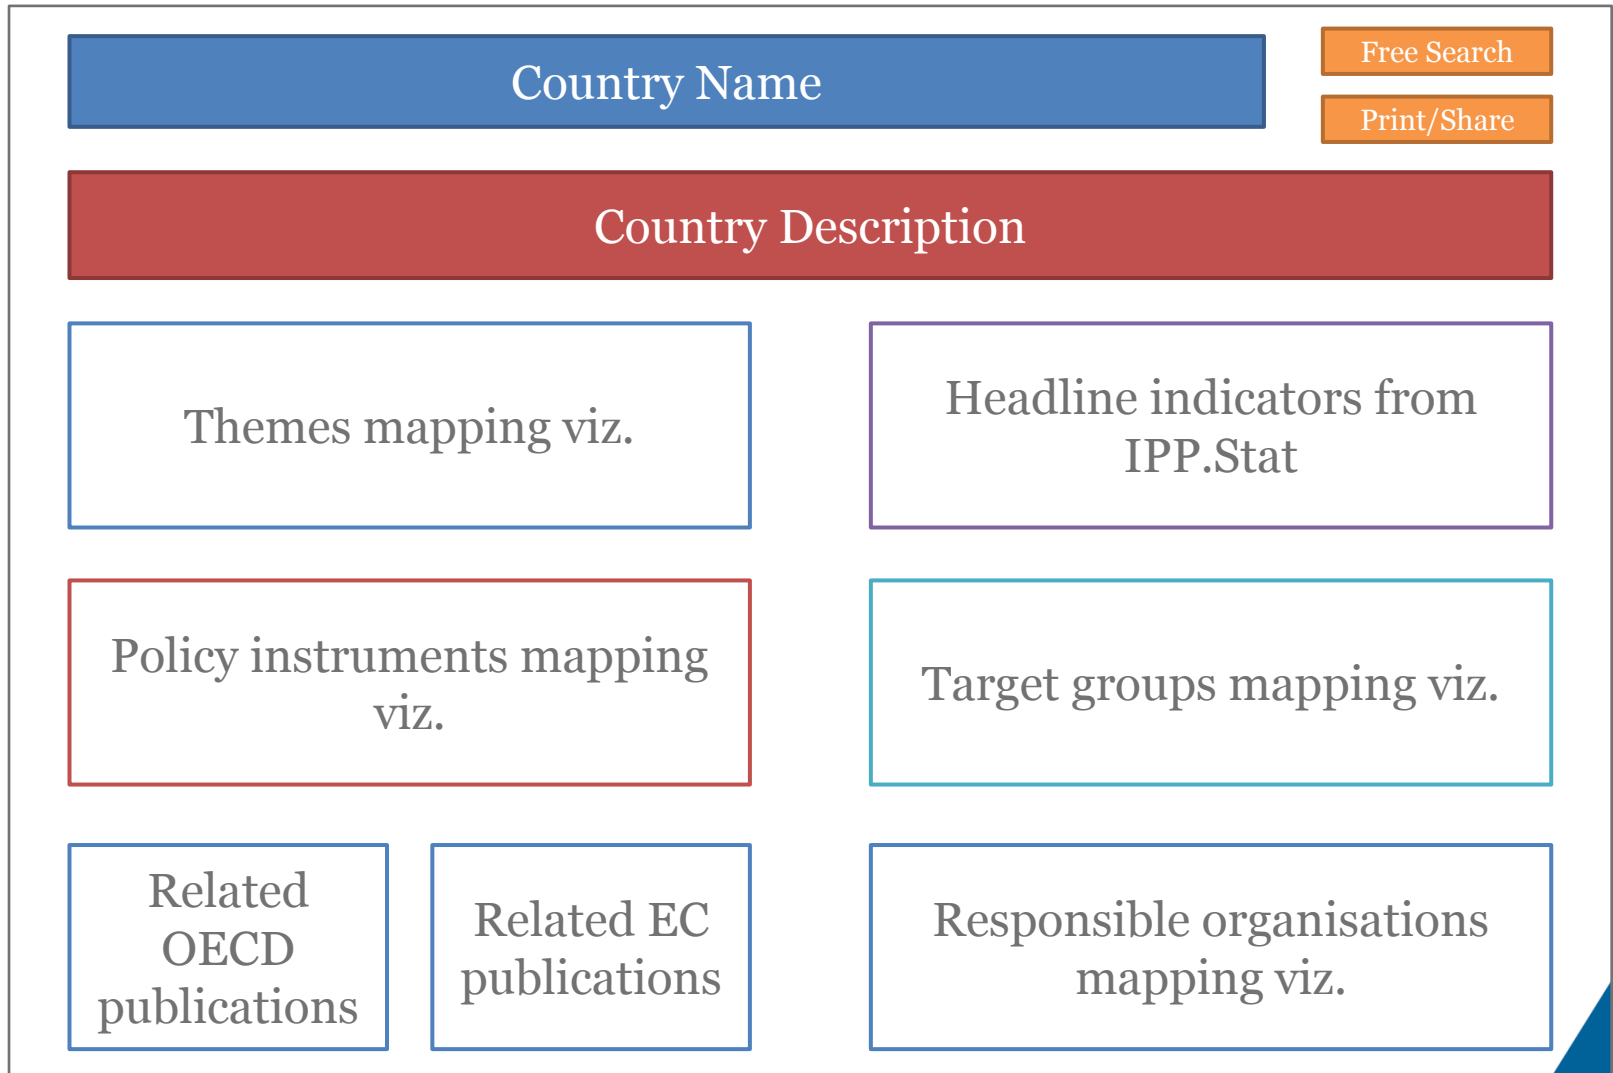 Country Name
Free Search
Print/Share
Country Description
Themes mapping viz.
Headline indicators from
IPP.Stat
Policy instruments mapping
viz.
Target groups mapping viz.
Related
OECD
publications
Related EC
publications
Responsible organisations
mapping viz.